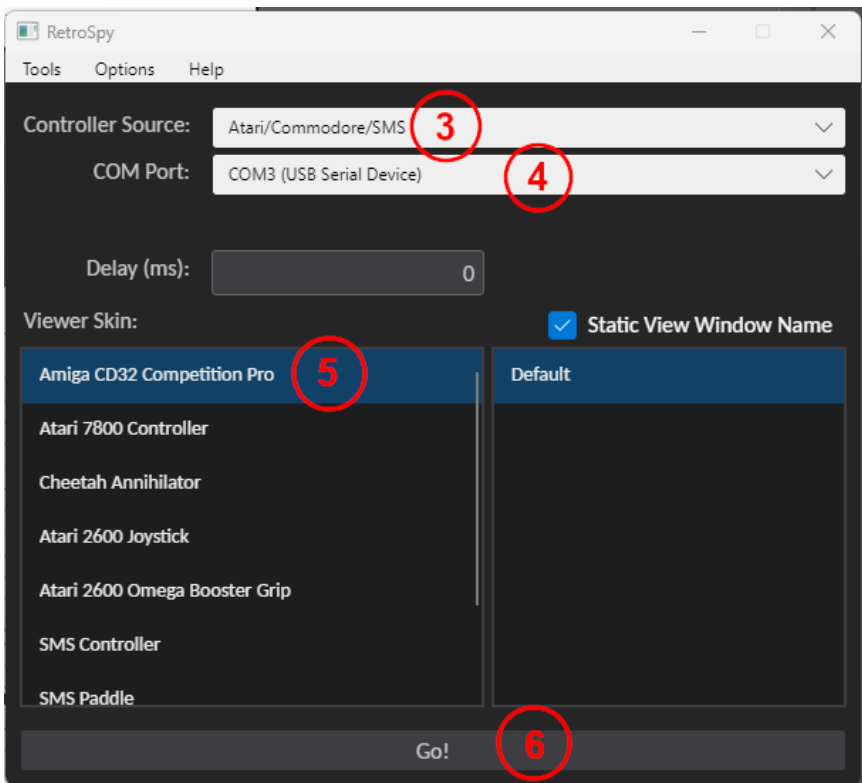 RetroSpy
Tools Options Help
Controller Source: Atari/Commodore/SMS 3
COM Port: COM3 (USB Serial Device) 4
Delay (ms): 0
Viewer Skin: Static View Window Name
Amiga CD32 Competition Pro 5 Default
Atari 7800 Controller
Cheetah Annihilator
Atari 2600 Joystick
Atari 2600 Omega Booster Grip
SMS Controller
SMS Paddle
Go! 6